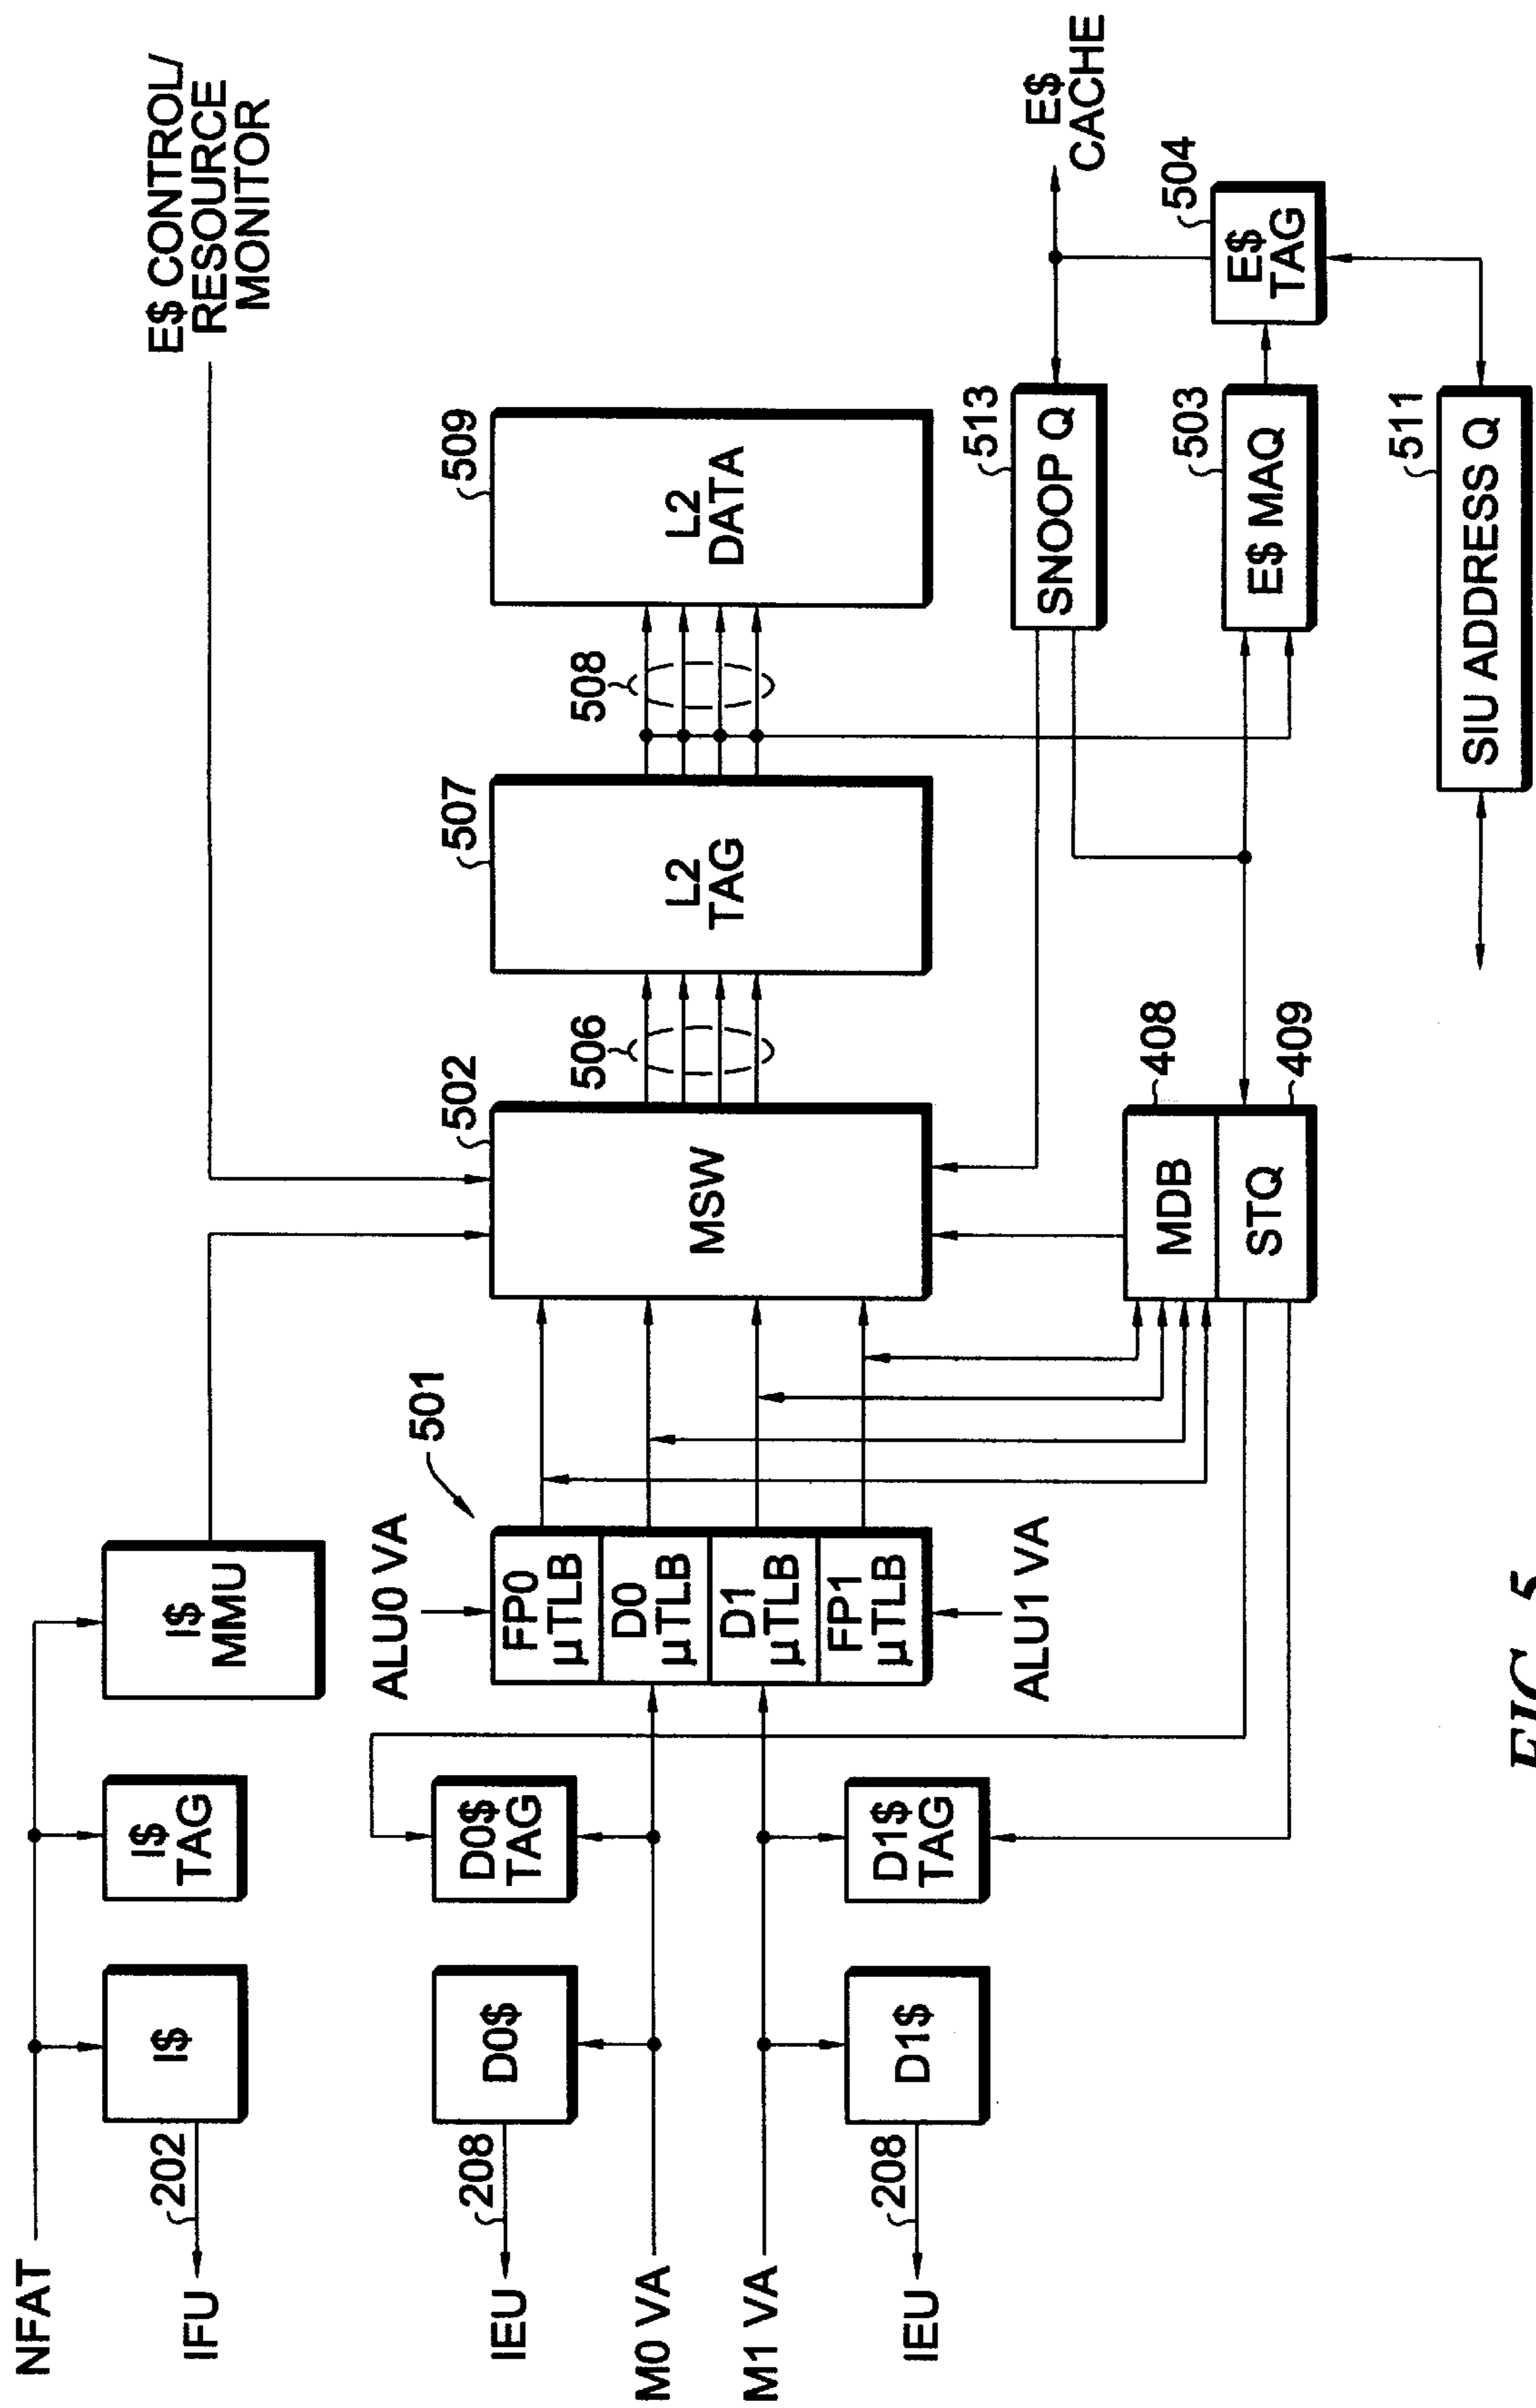 NFAT
IFU
202
I$
I$
TAG
I$
MMU
E$ CONTROL/
RESOURCE
MONITOR
IEU
208
D0$
D0$
TAG
M0 VA
M1 VA
IEU
208
D1$
D1$
TAG
ALU0 VA
501
FP0
µTLB
D0
µTLB
D1
µTLB
FP1
µTLB
ALU1 VA
502
MSW
506
507
L2
TAG
508
509
L2
DATA
MDB
408
STQ
409
513
SNOOP Q
503
E$ MAQ
504
E$
TAG
E$
CACHE
511
SIU ADDRESS Q
FIG. 5